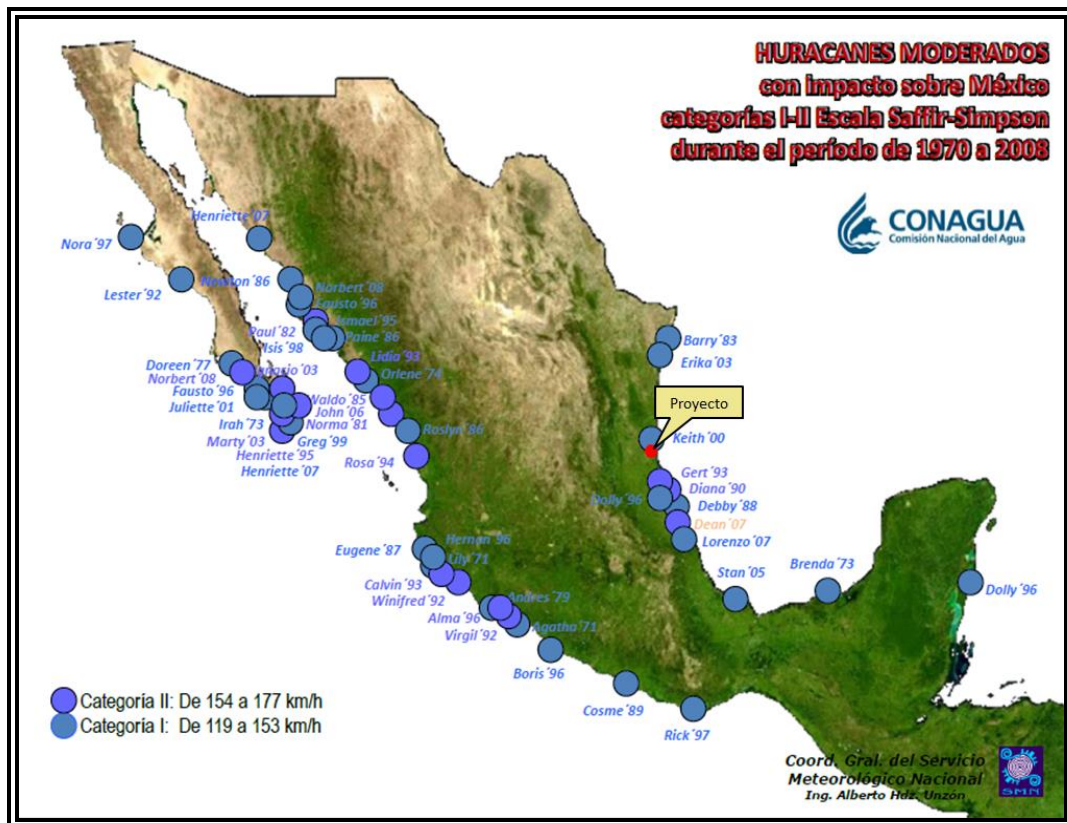 HURACANES MODERADOS
con impacto sobre México
categorías I-II Escala Saffir-Simpson
durante el período de 1970 a 2008
CONAGUA
Comisión Nacional del Agua
Henriette´07
Nora´97
Lester´92
Newton´86
Norbert´08
Fausto´96
Ismael´95
Paul´82
Paine´86
Isis´98
Barry´83
Erika´03
Doreen´77
Lidia´93
Ignacio´03
Norbert´08
Orlene´74
Fausto´96
Waldo´85
Juliette´01
John´06
Proyecto
Irah´73
Norma´81
Roslyn´86
Keith´00
Marty´03
Greg´99
Henriette´95
Rosa´94
Henriette´07
Gert´93
Diana´90
Dolly´96
Debby´88
Dean´07
Lorenzo´07
Hernan´96
Eugene´87
Lily´71
Stan´05
Brenda´73
Dolly´96
Calvin´93
Winifred´92
Andres´79
Alma´96
Virgil´92
Agatha´71
Boris´96
Cosme´89
Rick´97
Categoría II: De 154 a 177 km/h
Categoría I: De 119 a 153 km/h
Coord. Gral. del Servicio
Meteorológico Nacional
Ing. Alberto Hdz. Unzón
SMN